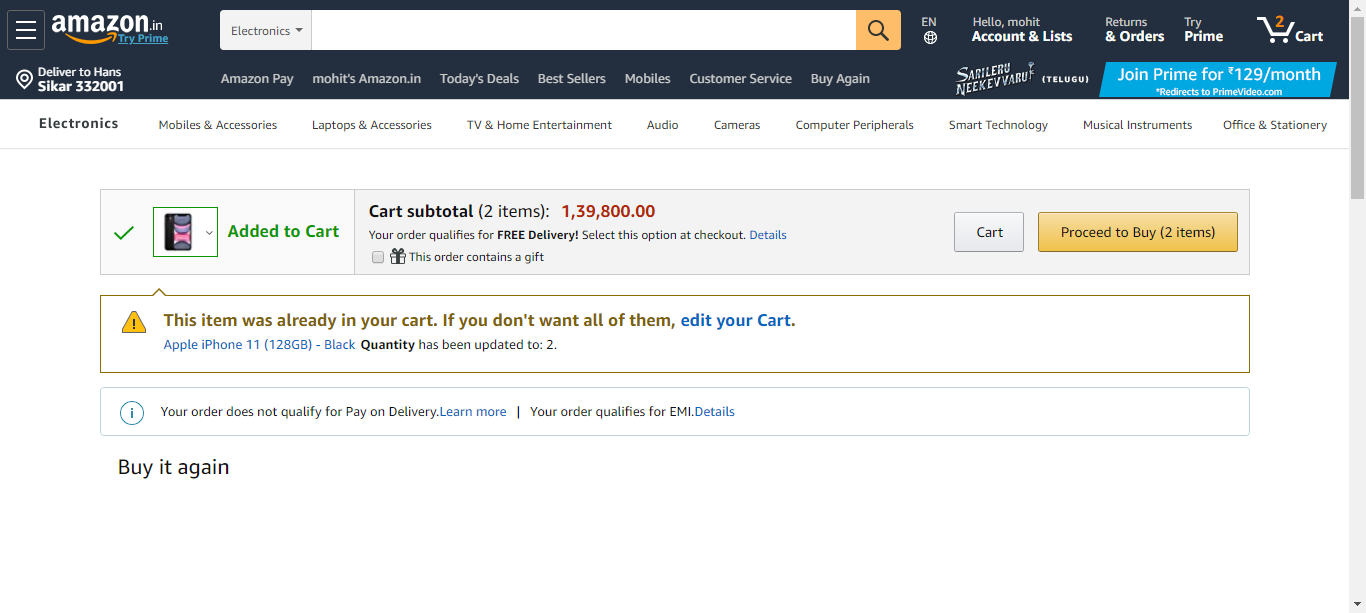 amazon.in
Try Prime
Electronics
EN
Hello, mohit
Account & Lists
Returns
& Orders
Try
Prime
2
Cart
Deliver to Hans
Sikar 332001
Amazon Pay mohit's Amazon.in Today's Deals Best Sellers Mobiles Customer Service Buy Again
SARILERU
NEEKEVVARU
(TELUGU)
Join Prime for ₹129/month
*Redirects to PrimeVideo.com
Electronics Mobiles & Accessories Laptops & Accessories TV & Home Entertainment Audio Cameras Computer Peripherals Smart Technology Musical Instruments Office & Stationery
Added to Cart
Cart subtotal (2 items): 1,39,800.00
Your order qualifies for FREE Delivery! Select this option at checkout. Details
This order contains a gift
Cart
Proceed to Buy (2 items)
This item was already in your cart. If you don't want all of them, edit your Cart.
Apple iPhone 11 (128GB) - Black Quantity has been updated to: 2.
Your order does not qualify for Pay on Delivery.Learn more | Your order qualifies for EMI.Details
Buy it again